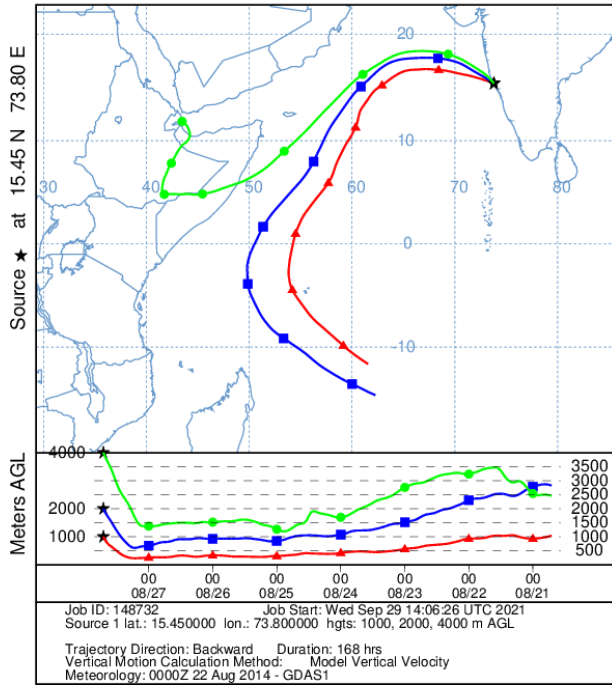 Source ★ at 15.45 N 73.80 E
20
10
30 40 50 60 70 80
0
-10
Meters AGL
4000
2000
1000
3500
3000
2500
2000
1500
1000
500
00 00 00 00 00 00 00
08/27 08/26 08/25 08/24 08/23 08/22 08/21
Job ID: 148732 Job Start: Wed Sep 29 14:06:26 UTC 2021
Source 1 lat.: 15.450000 lon.: 73.800000 hgts: 1000, 2000, 4000 m AGL
Trajectory Direction: Backward Duration: 168 hrs
Vertical Motion Calculation Method: Model Vertical Velocity
Meteorology: 0000Z 22 Aug 2014 - GDAS1